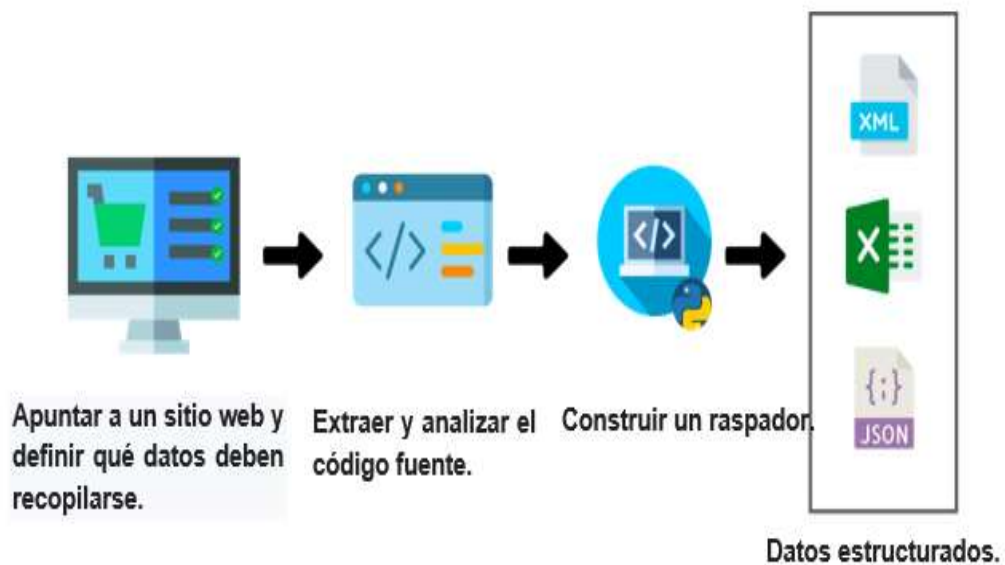 XML
X
{;}
JSON
</>
</>
Apuntar a un sitio web y
definir qué datos deben
recopilarse.
Extraer y analizar el
código fuente.
Construir un raspador.
Datos estructurados.